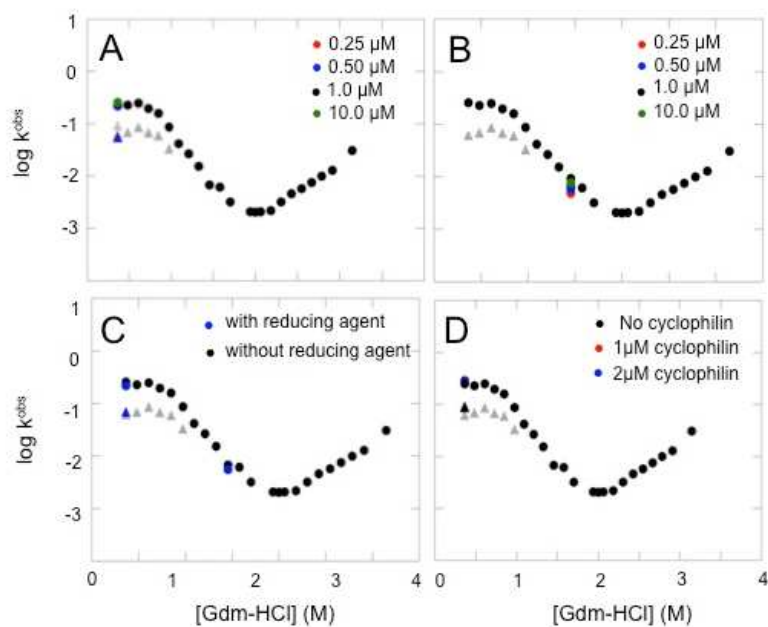 1
0
-1
-2
-3
log k^obs
A
0.25 μM
0.50 μM
1.0 μM
10.0 μM
B
0.25 μM
0.50 μM
1.0 μM
10.0 μM
1
0
-1
-2
-3
log k^obs
C
with reducing agent
without reducing agent
D
No cyclophilin
1μM cyclophilin
2μM cyclophilin
0 1 2 3 4
0 1 2 3 4
[Gdm-HCl] (M)
[Gdm-HCl] (M)